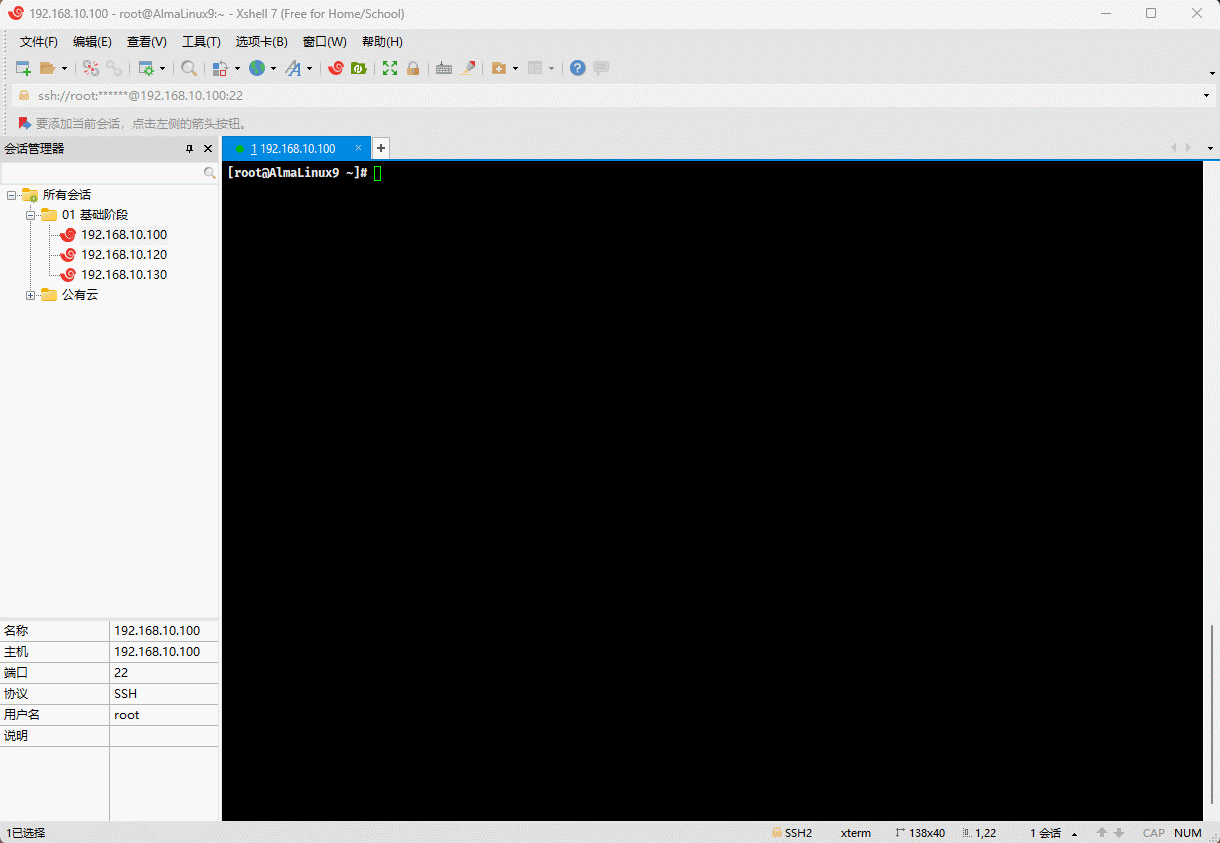 192.168.10.100 - root@AlmaLinux9:~ - Xshell 7 (Free for Home/School)
文件(F) 编辑(E) 查看(V) 工具(T) 选项卡(B) 窗口(W) 帮助(H)
ssh://root:******@192.168.10.100:22
要添加当前会话，点击左侧的箭头按钮。
会话管理器
1 192.168.10.100
[root@AlmaLinux9 ~]#
所有会话
01 基础阶段
192.168.10.100
192.168.10.120
192.168.10.130
公有云
名称 192.168.10.100
主机 192.168.10.100
端口 22
协议 SSH
用户名 root
说明
1已选择 SSH2 xterm 138x40 1,22 1 会话 CAP NUM